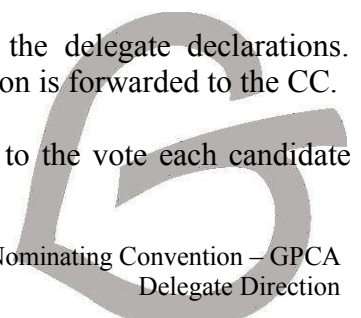 the delegate declarations.
on is forwarded to the CC.
to the vote each candidate
Nominating Convention – GPCA
Delegate Direction